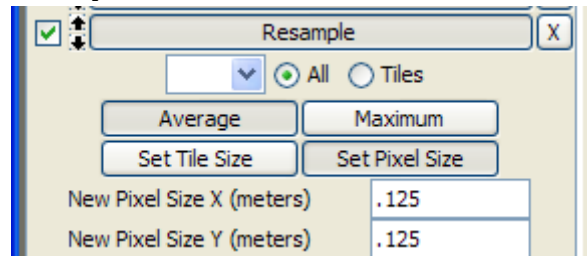 Resample X
All Tiles
Average Maximum
Set Tile Size Set Pixel Size
New Pixel Size X (meters) .125
New Pixel Size Y (meters) .125